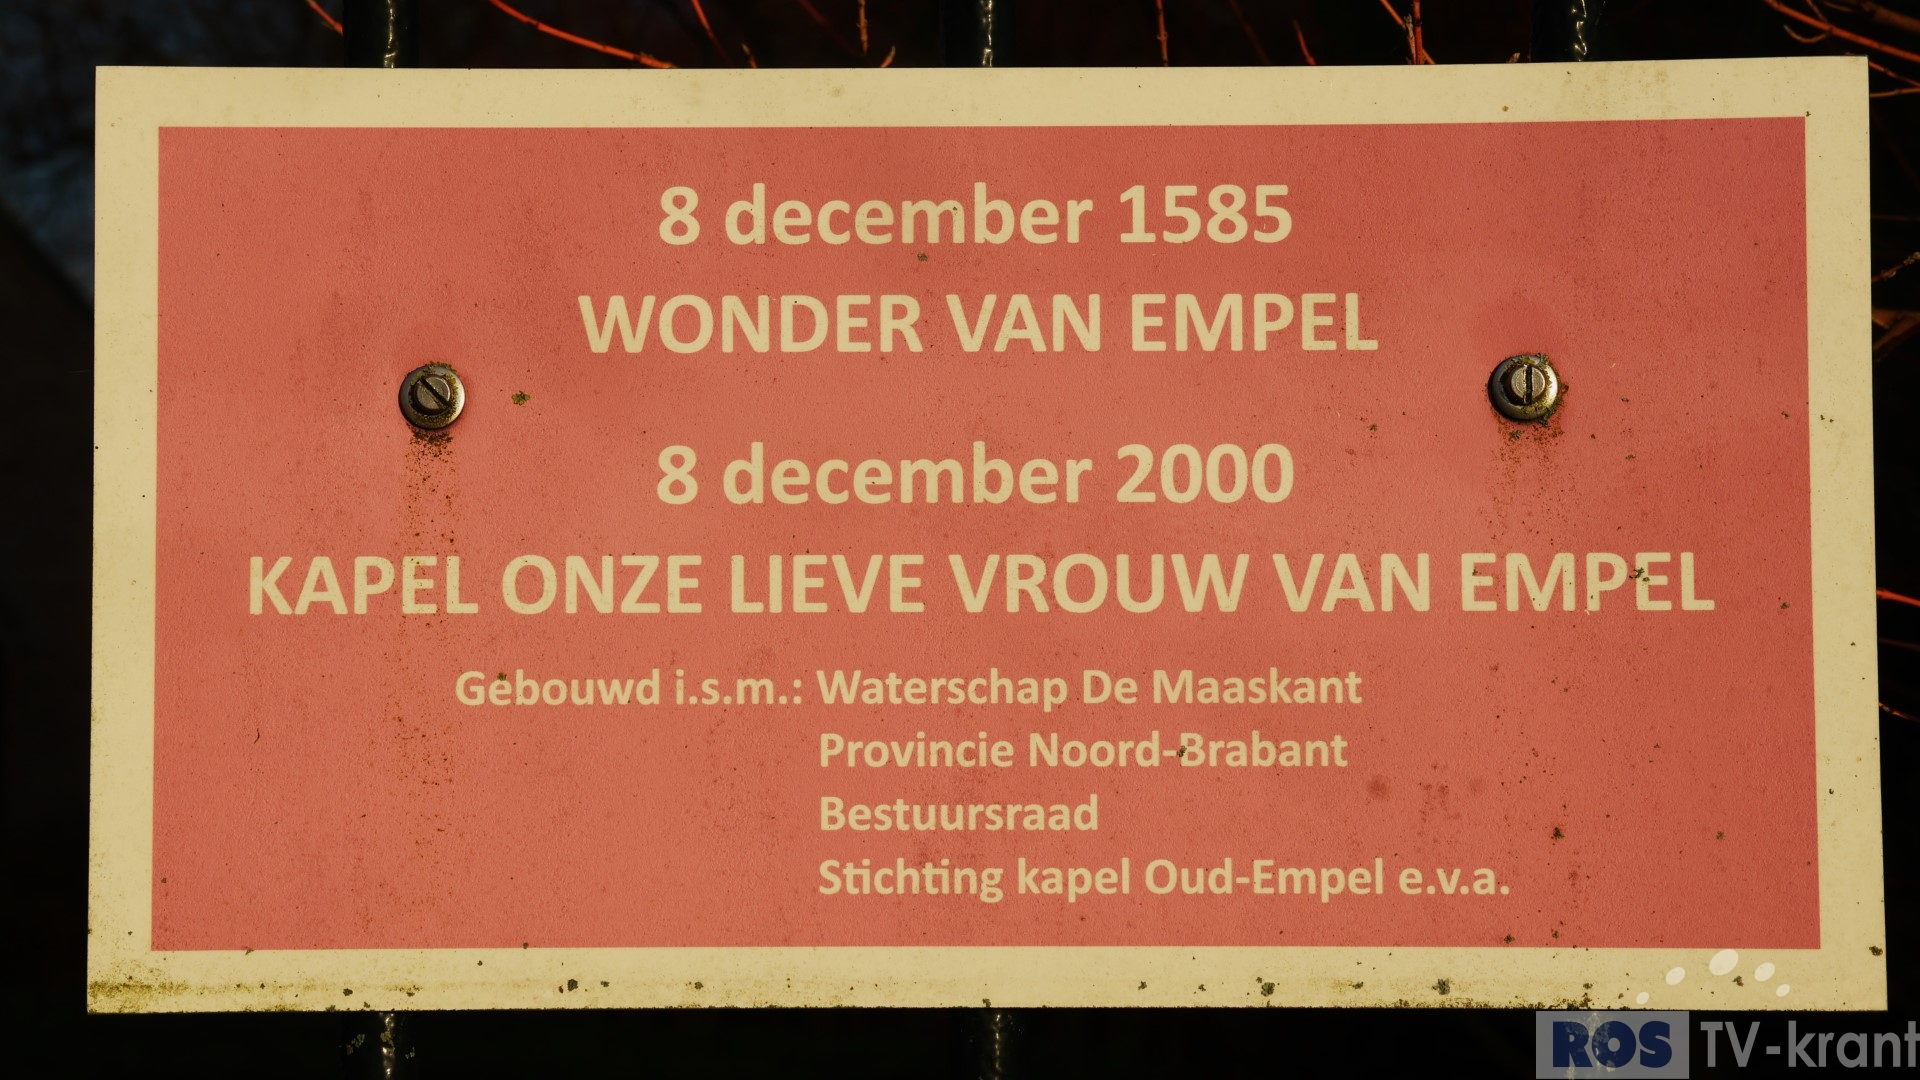 8 december 1585
WONDER VAN EMPEL
8 december 2000
KAPEL ONZE LIEVE VROUW VAN EMPEL
Gebouwd i.s.m.: Waterschap De Maaskant
Provincie Noord-Brabant
Bestuursraad
Stichting kapel Oud-Empel e.v.a.
ROS TV-krant